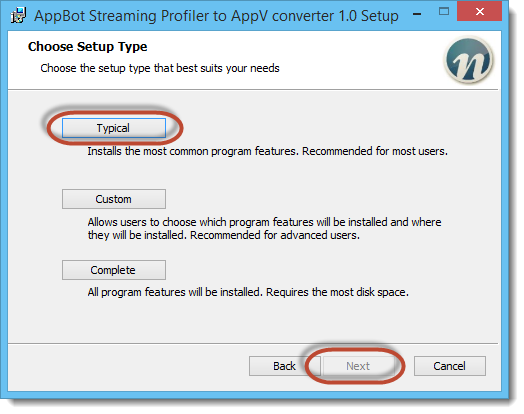 AppBot Streaming Profiler to AppV converter 1.0 Setup
Choose Setup Type
Choose the setup type that best suits your needs
n
Typical
Installs the most common program features. Recommended for most users.
Custom
Allows users to choose which program features will be installed and where
they will be installed. Recommended for advanced users.
Complete
All program features will be installed. Requires the most disk space.
Back
Next
Cancel